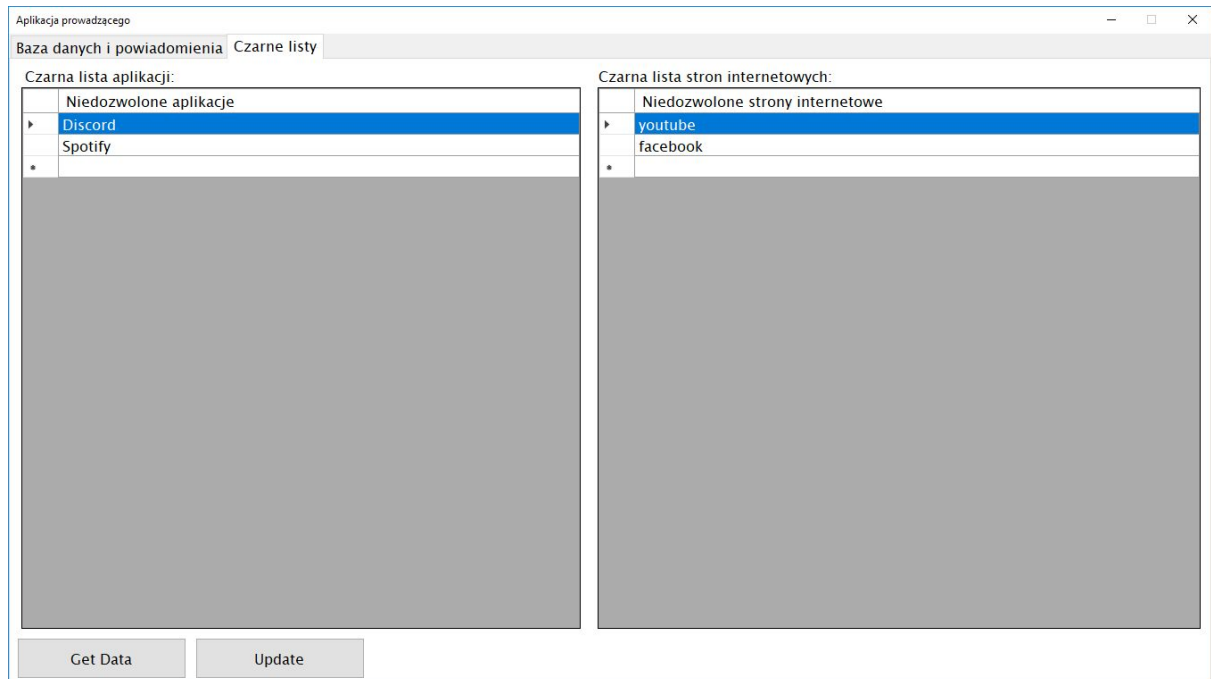 Aplikacja prowadzącego
Baza danych i powiadomienia Czarne listy
Czarna lista aplikacji:
Niedozwolone aplikacje
Discord
Spotify
Czarna lista stron internetowych:
Niedozwolone strony internetowe
youtube
facebook
Get Data Update